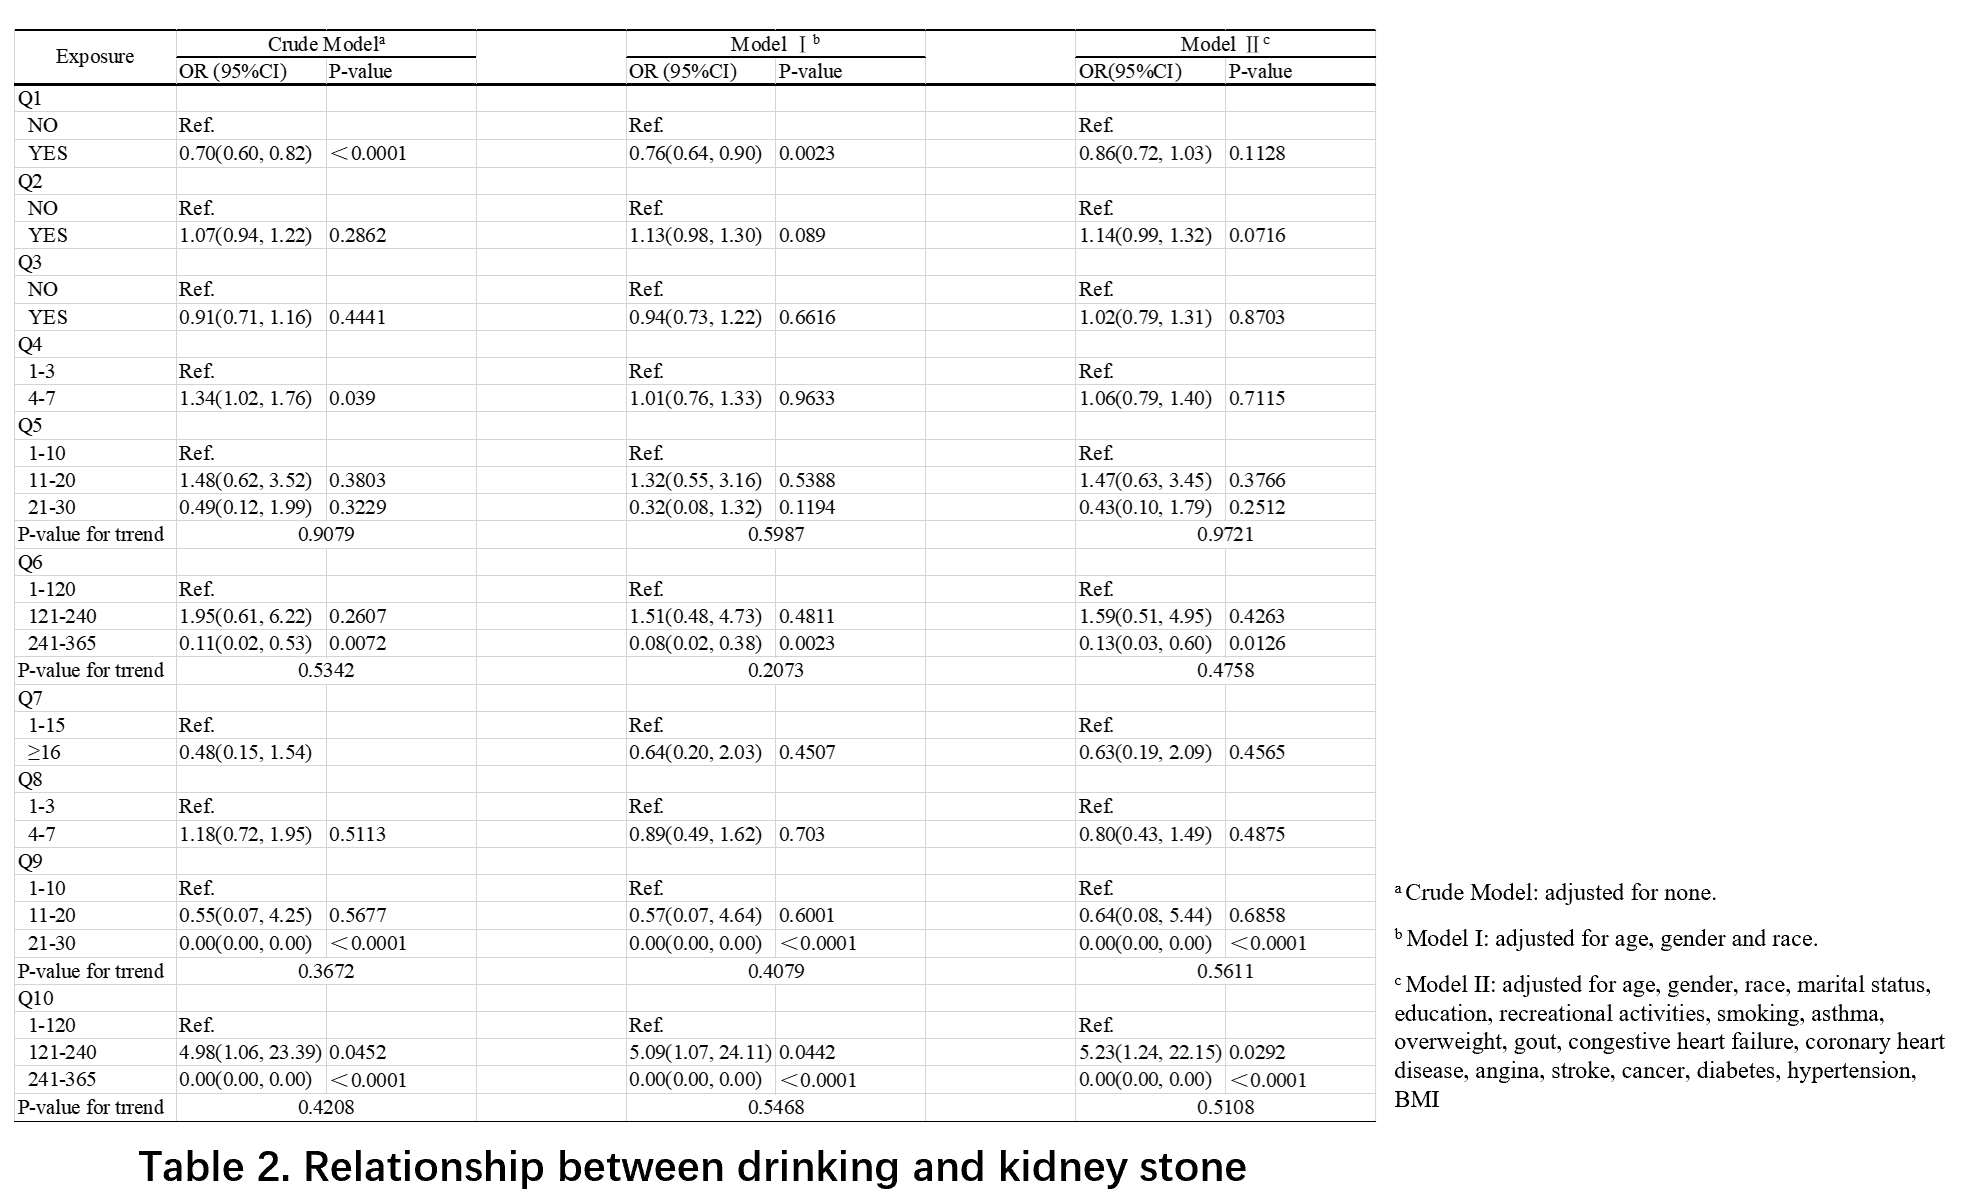 Exposure Crude Modelᵃ Model Ⅰ ᵇ Model Ⅱ ᶜ
OR (95%CI) P-value OR (95%CI) P-value OR(95%CI) P-value
Q1
NO Ref. Ref. Ref.
YES 0.70(0.60, 0.82) ＜0.0001 0.76(0.64, 0.90) 0.0023 0.86(0.72, 1.03) 0.1128
Q2
NO Ref. Ref. Ref.
YES 1.07(0.94, 1.22) 0.2862 1.13(0.98, 1.30) 0.089 1.14(0.99, 1.32) 0.0716
Q3
NO Ref. Ref. Ref.
YES 0.91(0.71, 1.16) 0.4441 0.94(0.73, 1.22) 0.6616 1.02(0.79, 1.31) 0.8703
Q4
1-3 Ref. Ref. Ref.
4-7 1.34(1.02, 1.76) 0.039 1.01(0.76, 1.33) 0.9633 1.06(0.79, 1.40) 0.7115
Q5
1-10 Ref. Ref. Ref.
11-20 1.48(0.62, 3.52) 0.3803 1.32(0.55, 3.16) 0.5388 1.47(0.63, 3.45) 0.3766
21-30 0.49(0.12, 1.99) 0.3229 0.32(0.08, 1.32) 0.1194 0.43(0.10, 1.79) 0.2512
P-value for trrend 0.9079 0.5987 0.9721
Q6
1-120 Ref. Ref. Ref.
121-240 1.95(0.61, 6.22) 0.2607 1.51(0.48, 4.73) 0.4811 1.59(0.51, 4.95) 0.4263
241-365 0.11(0.02, 0.53) 0.0072 0.08(0.02, 0.38) 0.0023 0.13(0.03, 0.60) 0.0126
P-value for trrend 0.5342 0.2073 0.4758
Q7
1-15 Ref. Ref. Ref.
≥16 0.48(0.15, 1.54) 0.64(0.20, 2.03) 0.4507 0.63(0.19, 2.09) 0.4565
Q8
1-3 Ref. Ref. Ref.
4-7 1.18(0.72, 1.95) 0.5113 0.89(0.49, 1.62) 0.703 0.80(0.43, 1.49) 0.4875
Q9
1-10 Ref. Ref. Ref.
11-20 0.55(0.07, 4.25) 0.5677 0.57(0.07, 4.64) 0.6001 0.64(0.08, 5.44) 0.6858
21-30 0.00(0.00, 0.00) ＜0.0001 0.00(0.00, 0.00) ＜0.0001 0.00(0.00, 0.00) ＜0.0001
P-value for trrend 0.3672 0.4079 0.5611
Q10
1-120 Ref. Ref. Ref.
121-240 4.98(1.06, 23.39) 0.0452 5.09(1.07, 24.11) 0.0442 5.23(1.24, 22.15) 0.0292
241-365 0.00(0.00, 0.00) ＜0.0001 0.00(0.00, 0.00) ＜0.0001 0.00(0.00, 0.00) ＜0.0001
P-value for trrend 0.4208 0.5468 0.5108
ᵃ Crude Model: adjusted for none.
ᵇ Model I: adjusted for age, gender and race.
ᶜ Model II: adjusted for age, gender, race, marital status,
education, recreational activities, smoking, asthma,
overweight, gout, congestive heart failure, coronary heart
disease, angina, stroke, cancer, diabetes, hypertension,
BMI
Table 2. Relationship between drinking and kidney stone